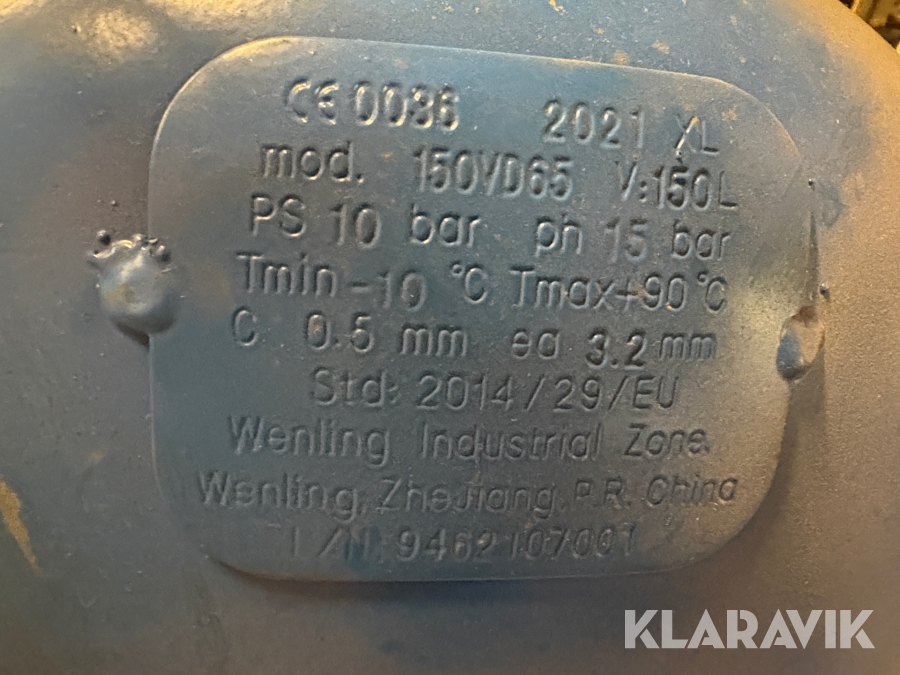 CE 0036 2021 XL
mod. 150VD65 V:150L
PS 10 bar ph 15 bar
Tmin -10 °C Tmax+90°C
C 0.5 mm ea 3.2 mm
Std: 2014/29/EU
Wenling Industrial Zone,
Wenling, Zhejiang, P.R. China
I/N: 9462107001
KLARAVIK